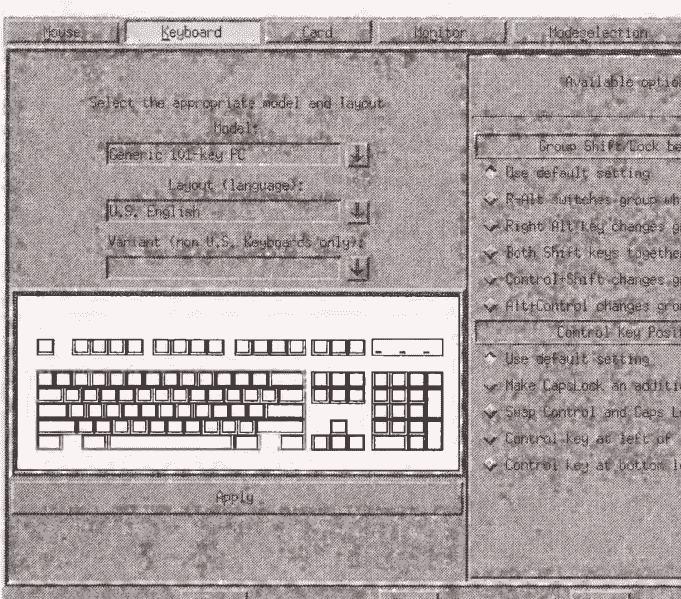 Mouse Keyboard Card Monitor Modeselection
Select the appropriate model and layout
Model:
Generic 101-key PC
Layout (language):
U.S. English
Variant (non U.S. Keyboards only):
Apply
Available optio
Group Shift/Lock be
Use default setting
R-Alt switches group wh
Right Alt key changes g
Both Shift keys togethe
Control+Shift changes g
Alt+Control changes gro
Control Key Posit
Use default setting
Make CapsLock an additi
Swap Control and Caps L
Control key at left of
Control key at bottom l